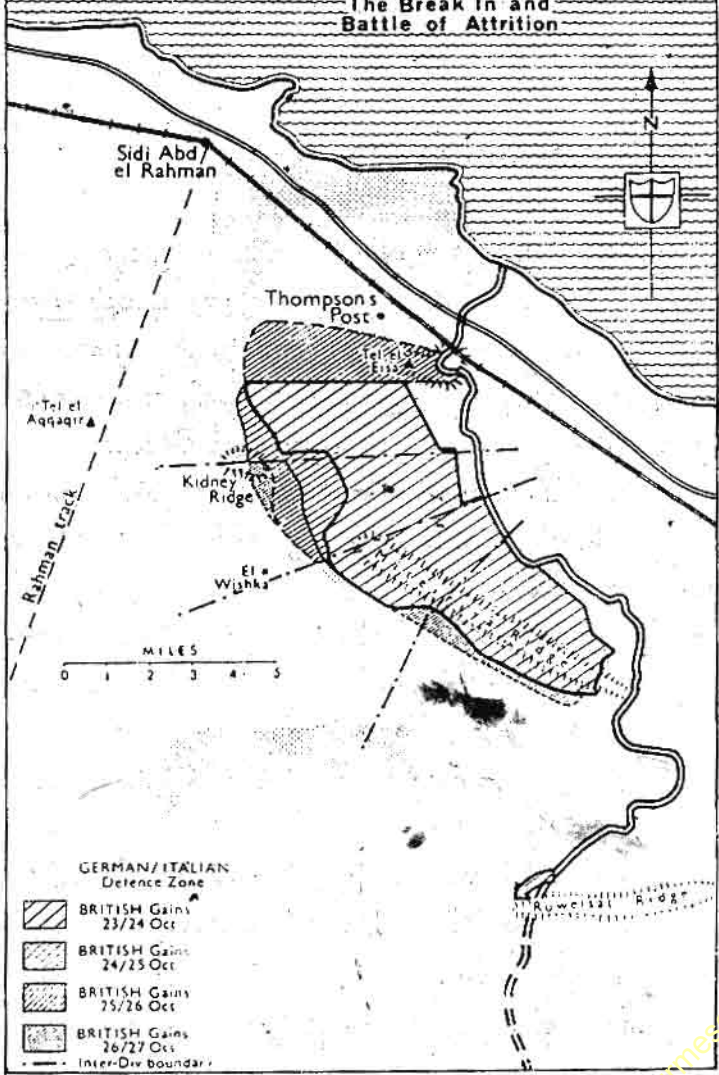 The Break In and
Battle of Attrition
N
Sidi Abd/
el Rahman
Thompson's
Post
Tel el
Eisa
Tel el
Aqqaqir
Kidney
Ridge
Rahman track
El
Wishka
Ridge
MILES
0 1 2 3 4 5
Ruweisat Ridge
GERMAN/ITALIAN
Defence Zone
BRITISH Gains
23/24 Oct
BRITISH Gains
24/25 Oct
BRITISH Gains
25/26 Oct
BRITISH Gains
26/27 Oct
Inter-Div boundary